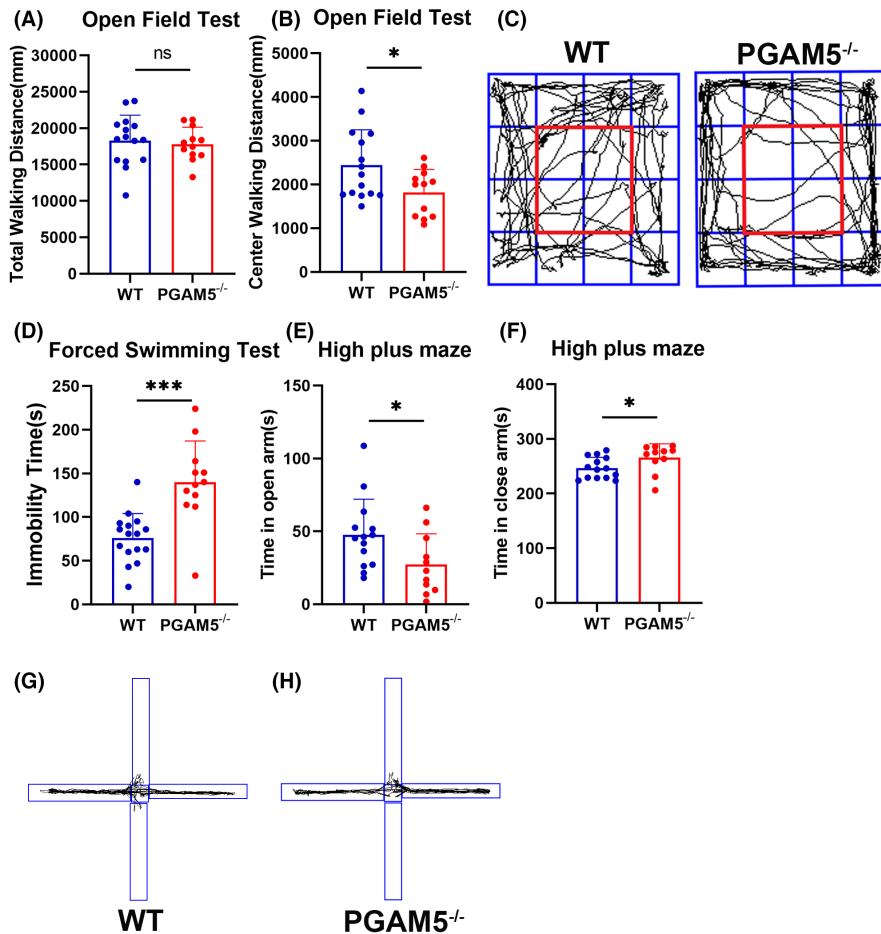 (A) Open Field Test
Total Walking Distance(mm)
30000
25000
20000
15000
10000
5000
0
ns
WT PGAM5-/-
(B) Open Field Test
Center Walking Distance(mm)
5000
4000
3000
2000
1000
0
*
WT PGAM5-/-
(C)
WT PGAM5-/-
(D) Forced Swimming Test
Immobility Time(s)
250
200
150
100
50
0
***
WT PGAM5-/-
(E) High plus maze
Time in open arm(s)
150
100
50
0
*
WT PGAM5-/-
(F) High plus maze
Time in close arm(s)
400
300
200
100
0
*
WT PGAM5-/-
(G)
WT
(H)
PGAM5-/-